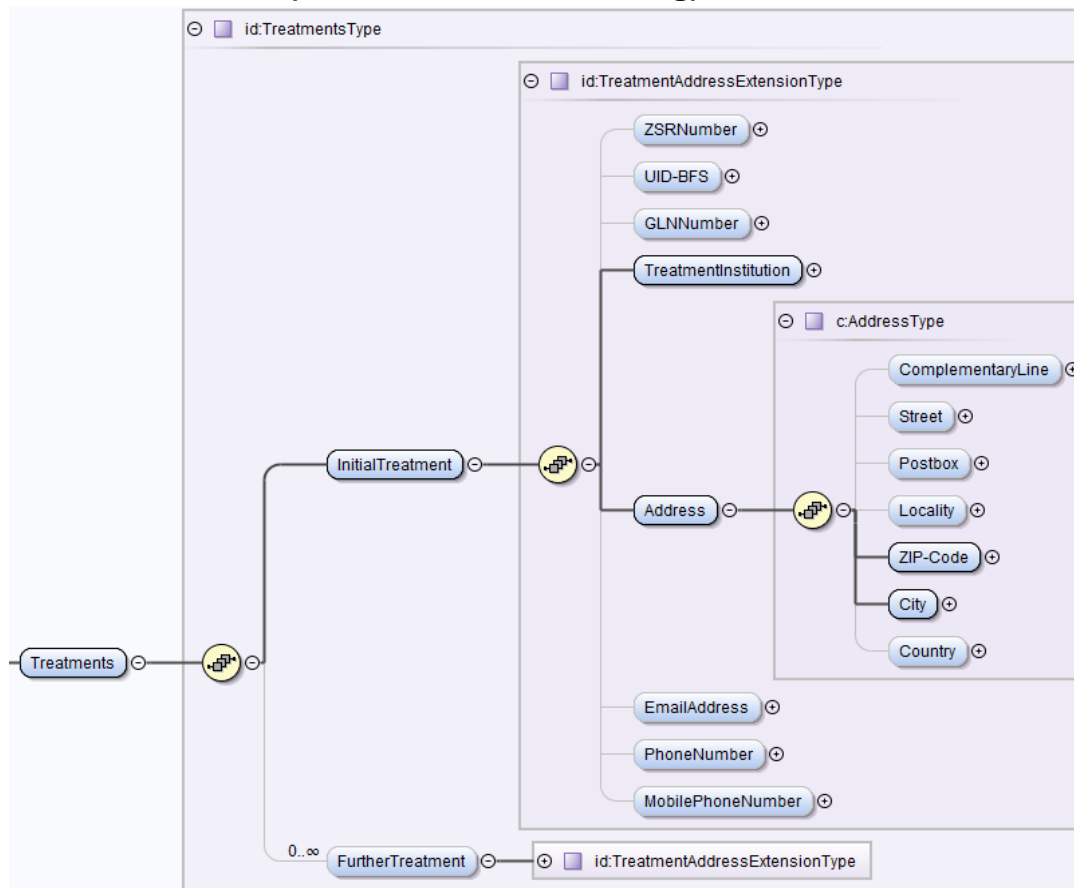 id:TreatmentsType
id:TreatmentAddressExtensionType
ZSRNumber
UID-BFS
GLNNumber
TreatmentInstitution
c:AddressType
ComplementaryLine
Street
Postbox
InitialTreatment
Address
Locality
ZIP-Code
City
Treatments
Country
EmailAddress
PhoneNumber
MobilePhoneNumber
0..∞
FurtherTreatment
id:TreatmentAddressExtensionType